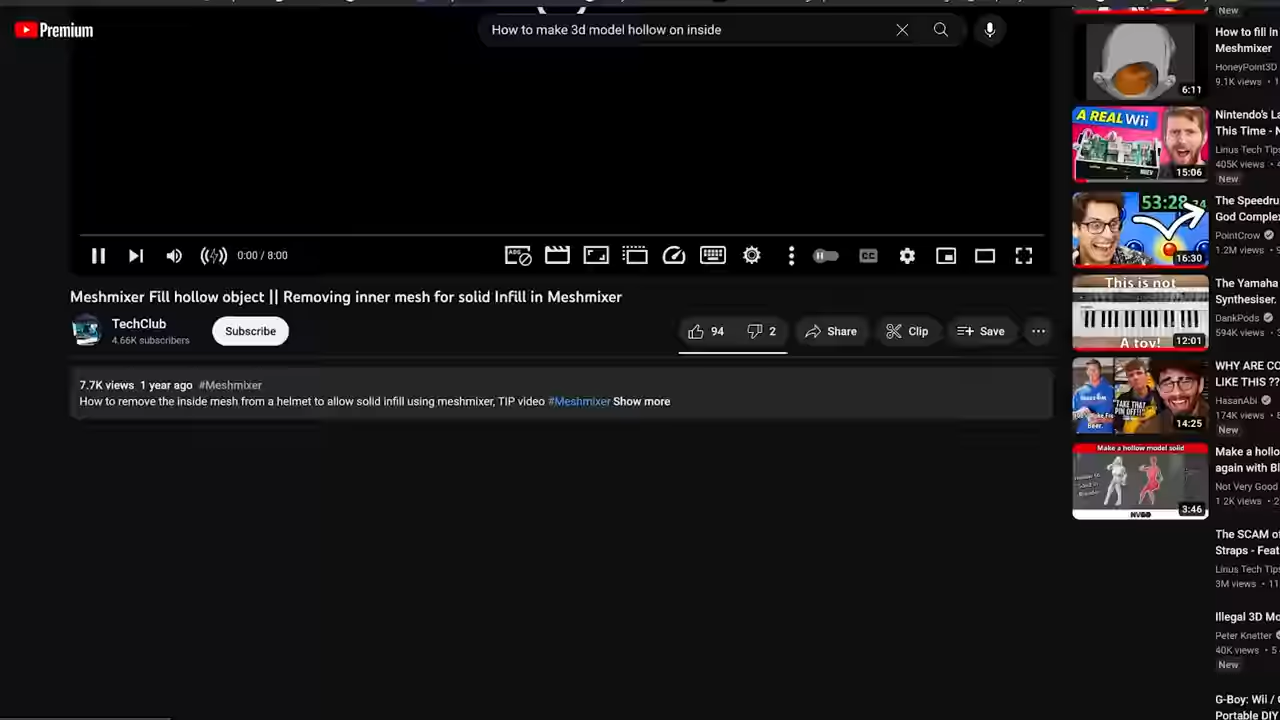 Premium
How to make 3d model hollow on inside
0:00 / 8:00
CC
Meshmixer Fill hollow object || Removing inner mesh for solid Infill in Meshmixer
TechClub
4.66K subscribers
Subscribe
94
2
Share
Clip
Save
7.7K views 1 year ago #Meshmixer
How to remove the inside mesh from a helmet to allow solid infill using meshmixer, TIP video #Meshmixer Show more
New
6:11
How to fill in
Meshmixer
HoneyPoint3D
9.1K views
A REAL Wii
15:06
Nintendo's La
This Time - N
Linus Tech Tips
405K views
New
53:28
16:30
The Speedru
God Complex
PointCrow
1.2M views
This is not
A toy!
12:01
The Yamaha
Synthesiser.
DankPods
594K views
"TAKE THAT
PIN OFF!!"
14:25
WHY ARE CO
LIKE THIS ??
HasanAbi
174K views
New
Make a hollow model solid
3:46
Make a hollo
again with Bl
Not Very Good
1.2K views
The SCAM of
Straps - Feat
Linus Tech Tips
3M views
Illegal 3D Mo
Peter Knetter
40K views
New
G-Boy: Wii /
Portable DIY